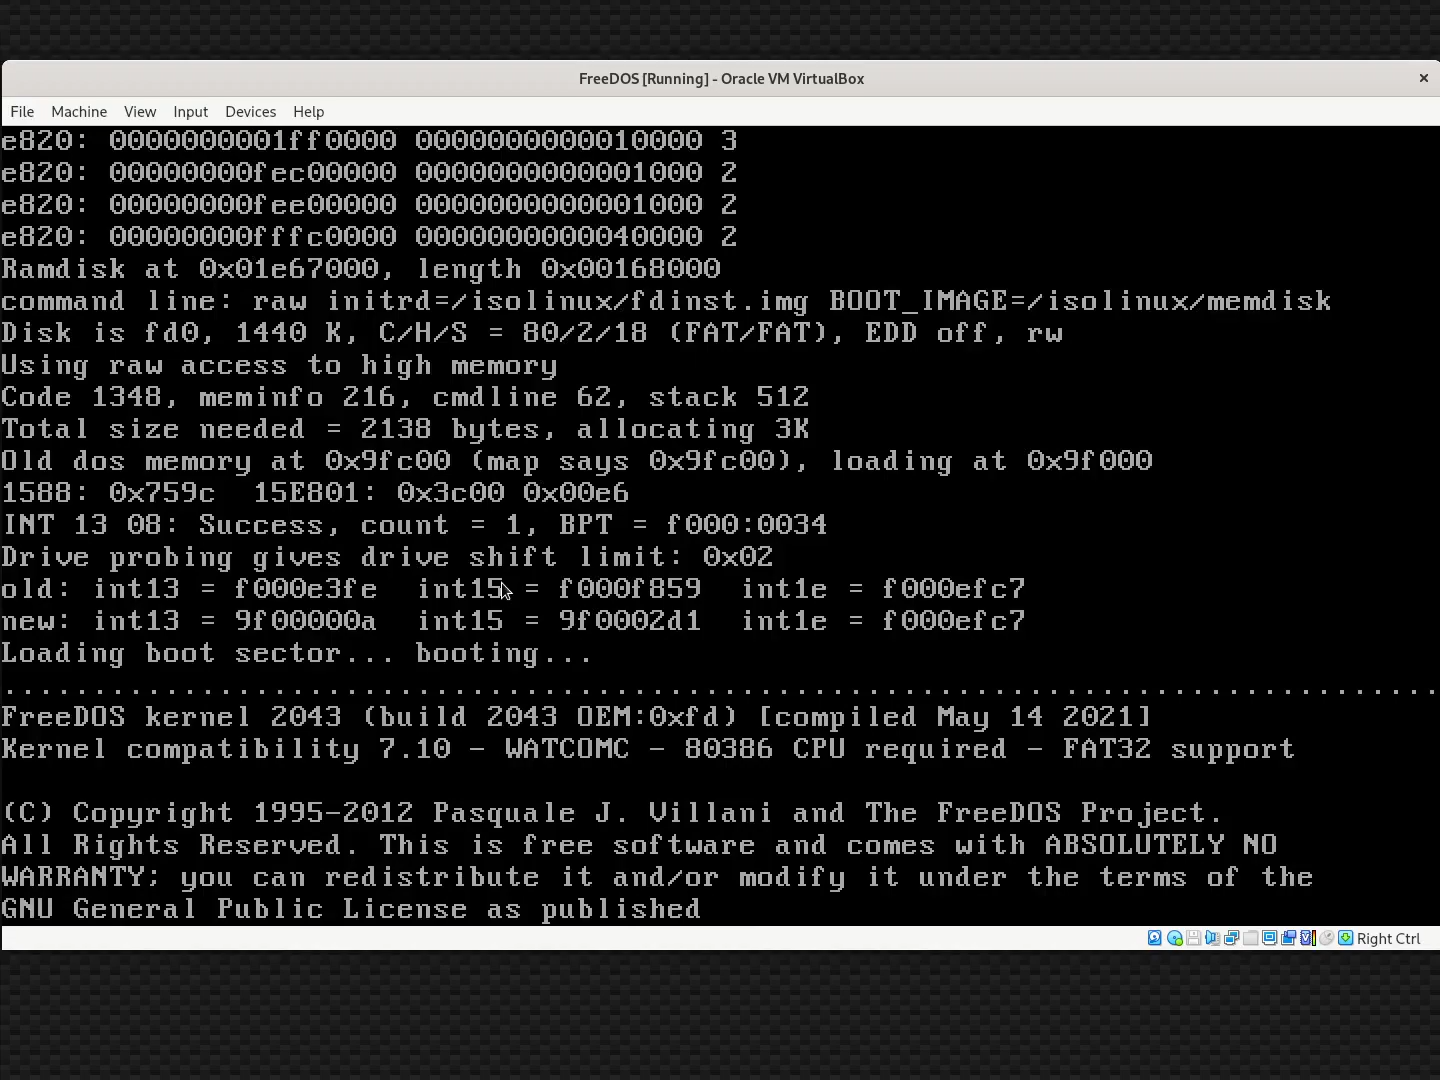 FreeDOS [Running] - Oracle VM VirtualBox
File Machine View Input Devices Help
e820: 0000000001ff0000 0000000000010000 3
e820: 00000000fec00000 0000000000001000 2
e820: 00000000fee00000 0000000000001000 2
e820: 00000000fffc0000 0000000000040000 2
Ramdisk at 0x01e67000, length 0x00168000
command line: raw initrd=/isolinux/fdinst.img BOOT_IMAGE=/isolinux/memdisk
Disk is fd0, 1440 K, C/H/S = 80/2/18 (FAT/FAT), EDD off, rw
Using raw access to high memory
Code 1348, meminfo 216, cmdline 62, stack 512
Total size needed = 2138 bytes, allocating 3K
Old dos memory at 0x9fc00 (map says 0x9fc00), loading at 0x9f000
1588: 0x759c  15E801: 0x3c00 0x00e6
INT 13 08: Success, count = 1, BPT = f000:0034
Drive probing gives drive shift limit: 0x02
old: int13 = f000e3fe  int15 = f000f859  int1e = f000efc7
new: int13 = 9f00000a  int15 = 9f0002d1  int1e = f000efc7
Loading boot sector... booting...
................................................................................
FreeDOS kernel 2043 (build 2043 OEM:0xfd) [compiled May 14 2021]
Kernel compatibility 7.10 - WATCOMC - 80386 CPU required - FAT32 support
(C) Copyright 1995-2012 Pasquale J. Villani and The FreeDOS Project.
All Rights Reserved. This is free software and comes with ABSOLUTELY NO
WARRANTY; you can redistribute it and/or modify it under the terms of the
GNU General Public License as published
Right Ctrl